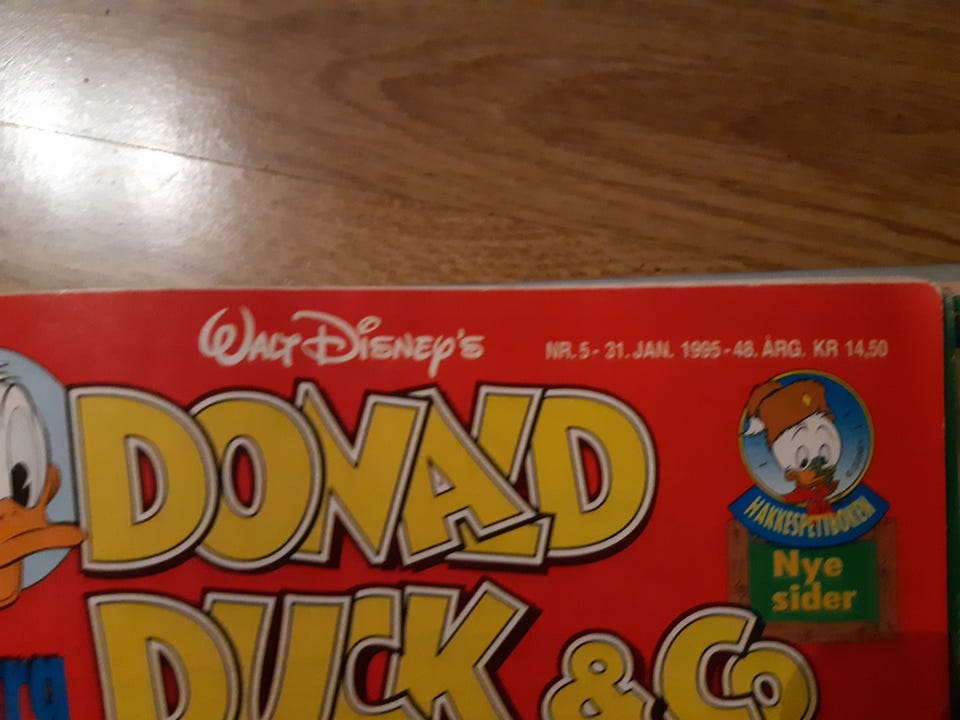 WALT DISNEY'S
NR. 5 - 31. JAN. 1995 - 48. ÅRG. KR 14,50
DONALD
DUCK & Co
HAKKESPETTBOKEN
Nye
sider